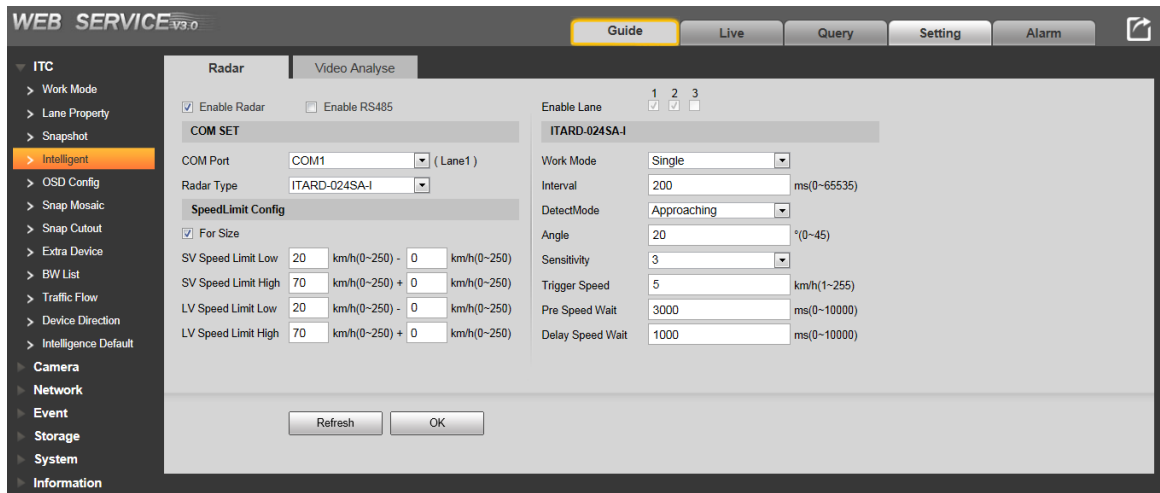 WEB SERVICE V3.0
Guide
Live
Query
Setting
Alarm
ITC
Work Mode
Lane Property
Snapshot
Intelligent
OSD Config
Snap Mosaic
Snap Cutout
Extra Device
BW List
Traffic Flow
Device Direction
Intelligence Default
Camera
Network
Event
Storage
System
Information
Radar
Video Analyse
Enable Radar
Enable RS485
COM SET
COM Port COM1 ( Lane1 )
Radar Type ITARD-024SA-I
SpeedLimit Config
For Size
SV Speed Limit Low 20 km/h(0~250) - 0 km/h(0~250)
SV Speed Limit High 70 km/h(0~250) + 0 km/h(0~250)
LV Speed Limit Low 20 km/h(0~250) - 0 km/h(0~250)
LV Speed Limit High 70 km/h(0~250) + 0 km/h(0~250)
1 2 3
Enable Lane
ITARD-024SA-I
Work Mode Single
Interval 200 ms(0~65535)
DetectMode Approaching
Angle 20 °(0~45)
Sensitivity 3
Trigger Speed 5 km/h(1~255)
Pre Speed Wait 3000 ms(0~10000)
Delay Speed Wait 1000 ms(0~10000)
Refresh
OK